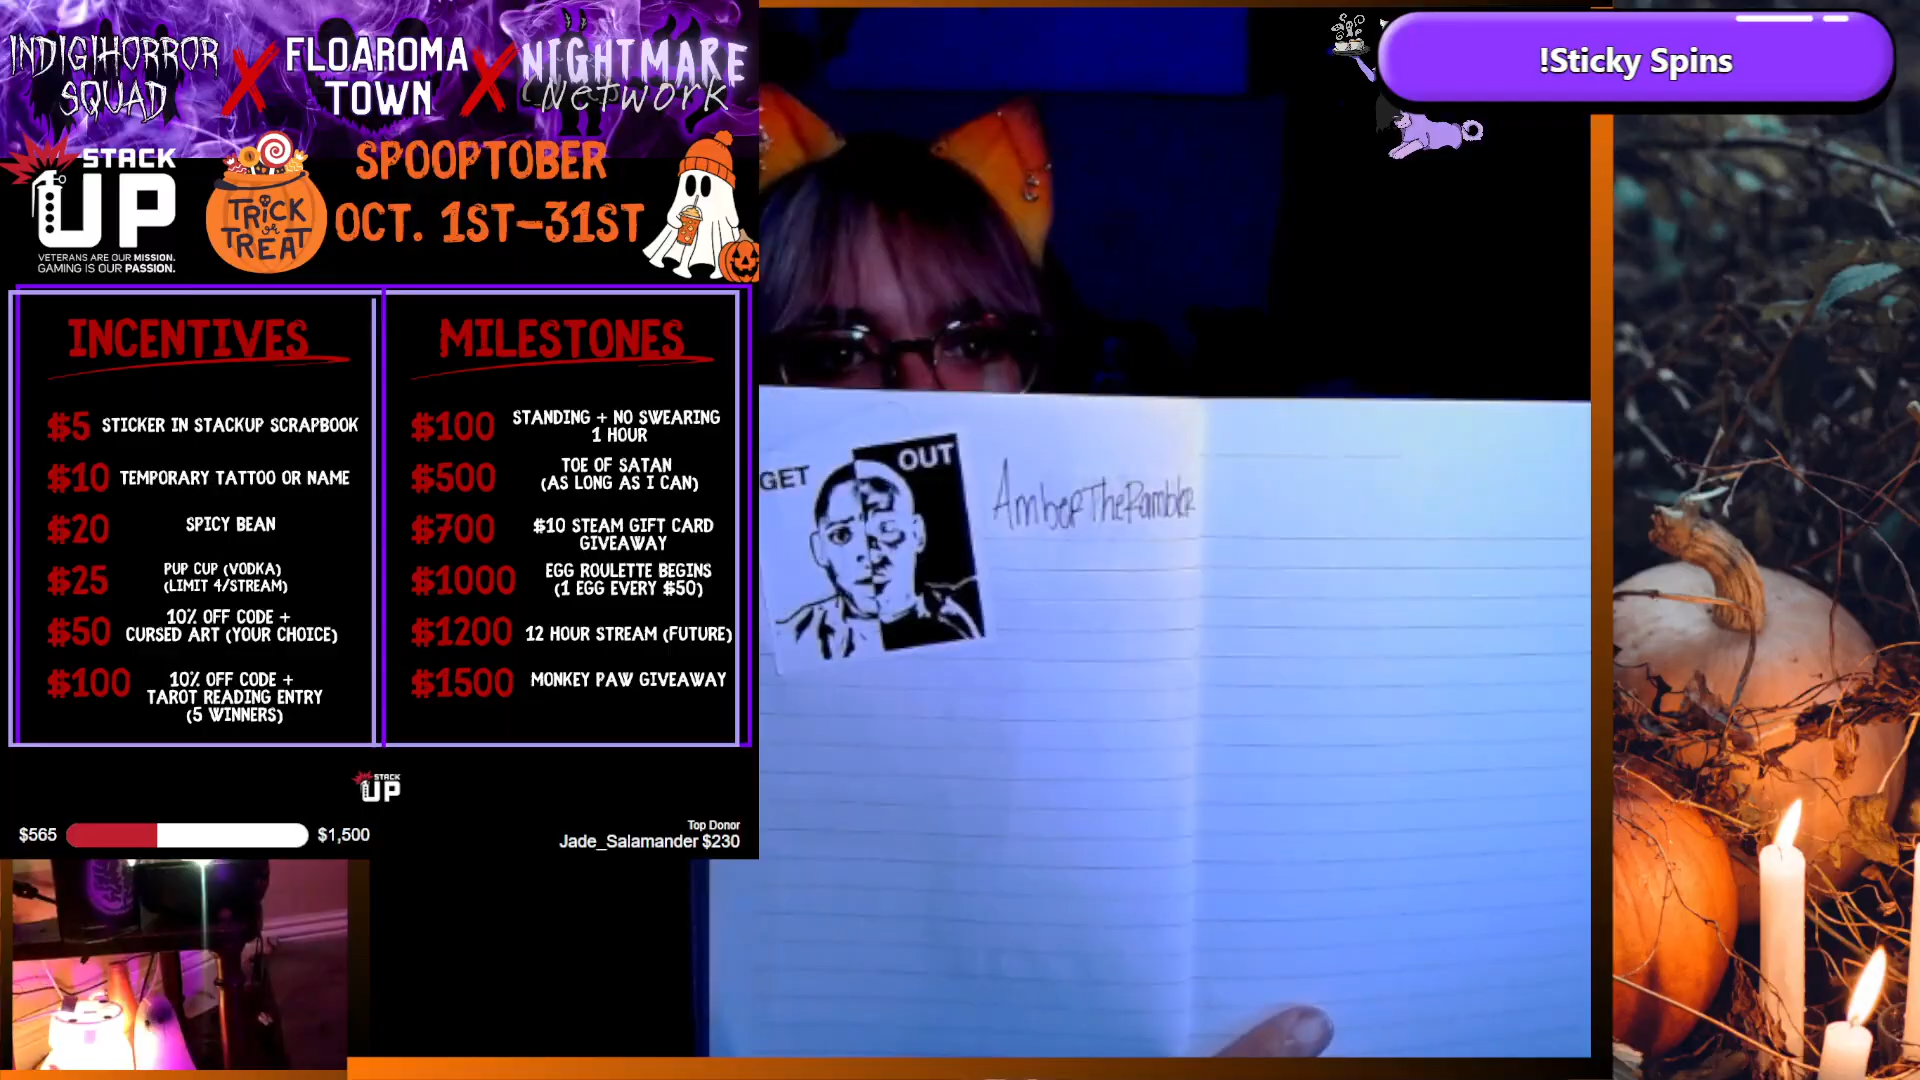 INDIGIHORROR
SQUAD
X
FLOAROMA
TOWN
X
NIGHTMARE
Network
STACK
UP
VETERANS ARE OUR MISSION.
GAMING IS OUR PASSION.
TRICK
or
TREAT
SPOOPTOBER
OCT. 1ST-31ST
INCENTIVES
$5 STICKER IN STACKUP SCRAPBOOK
$10 TEMPORARY TATTOO OR NAME
$20 SPICY BEAN
$25 PUP CUP (VODKA)
(LIMIT 4/STREAM)
$50 10% OFF CODE +
CURSED ART (YOUR CHOICE)
$100 10% OFF CODE +
TAROT READING ENTRY
(5 WINNERS)
MILESTONES
$100 STANDING + NO SWEARING
1 HOUR
$500 TOE OF SATAN
(AS LONG AS I CAN)
$700 $10 STEAM GIFT CARD
GIVEAWAY
$1000 EGG ROULETTE BEGINS
(1 EGG EVERY $50)
$1200 12 HOUR STREAM (FUTURE)
$1500 MONKEY PAW GIVEAWAY
STACK
UP
$565
$1,500
Top Donor
Jade_Salamander $230
!Sticky Spins
GET
OUT
AmberTheRambler